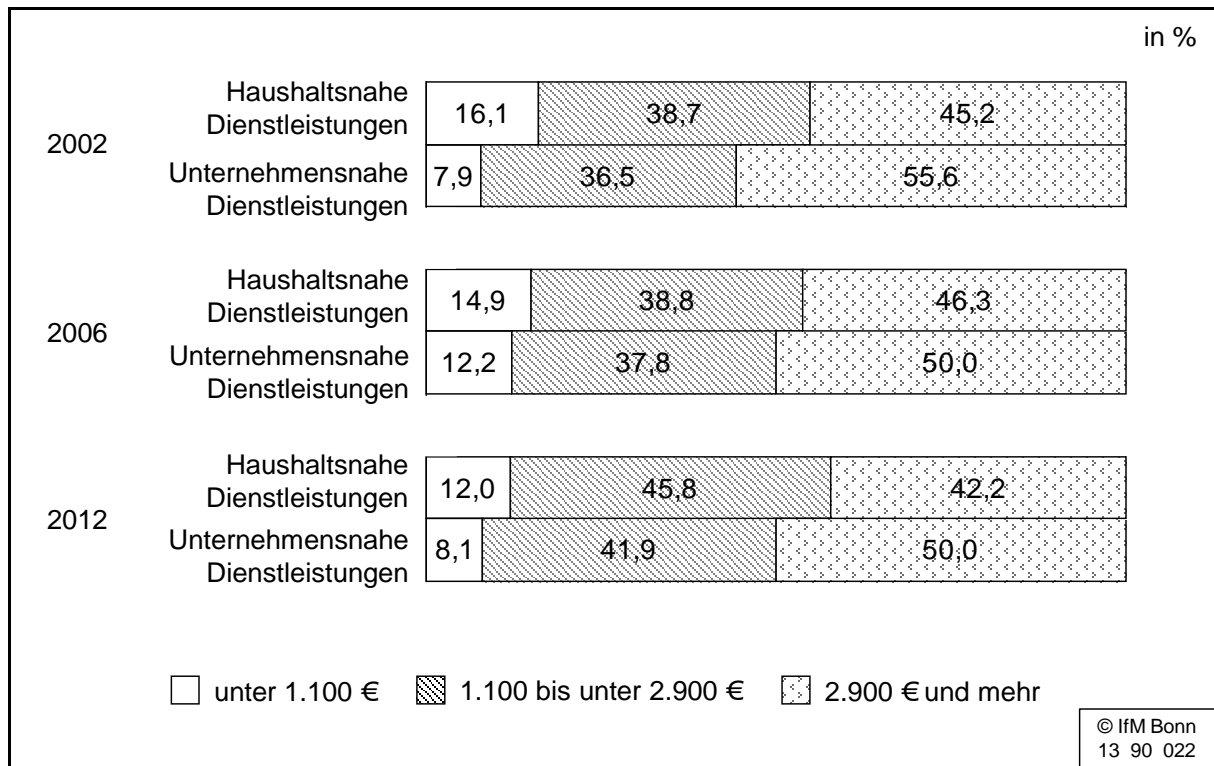 in %
Haushaltsnahe
Dienstleistungen
16,1 38,7 45,2
2002
Unternehmensnahe
Dienstleistungen
7,9 36,5 55,6
Haushaltsnahe
Dienstleistungen
14,9 38,8 46,3
2006
Unternehmensnahe
Dienstleistungen
12,2 37,8 50,0
Haushaltsnahe
Dienstleistungen
12,0 45,8 42,2
2012
Unternehmensnahe
Dienstleistungen
8,1 41,9 50,0
unter 1.100 € 1.100 bis unter 2.900 € 2.900 € und mehr
© IfM Bonn
13 90 022